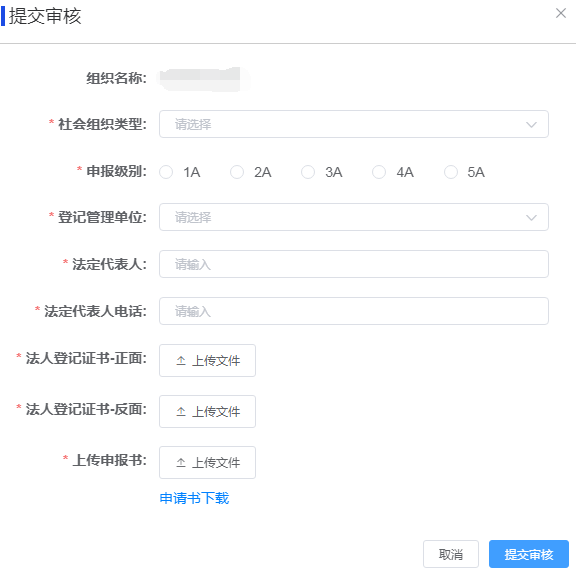 提交审核
组织名称:
* 社会组织类型: 请选择
* 申报级别: 1A 2A 3A 4A 5A
* 登记管理单位: 请选择
* 法定代表人: 请输入
* 法定代表人电话: 请输入
* 法人登记证书-正面: 上传文件
* 法人登记证书-反面: 上传文件
* 上传申报书: 上传文件
申请书下载
取消 提交审核